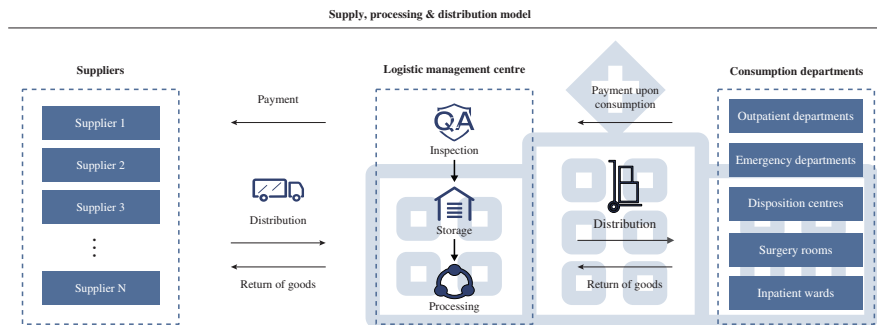 Supply, processing & distribution model
Suppliers
Supplier 1
Supplier 2
Supplier 3
Supplier N
Payment
Distribution
Return of goods
Logistic management centre
QA
Inspection
Storage
Processing
Payment upon
consumption
Distribution
Return of goods
Consumption departments
Outpatient departments
Emergency departments
Disposition centres
Surgery rooms
Inpatient wards